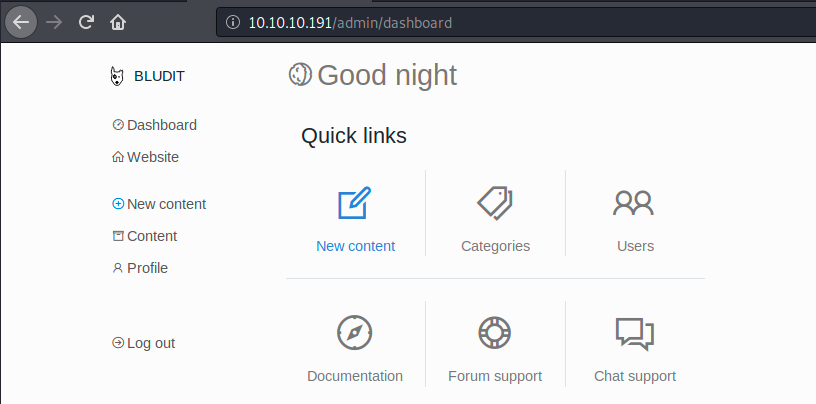 10.10.10.191/admin/dashboard
BLUDIT
Dashboard
Website
New content
Content
Profile
Log out
Good night
Quick links
New content Categories Users
Documentation Forum support Chat support